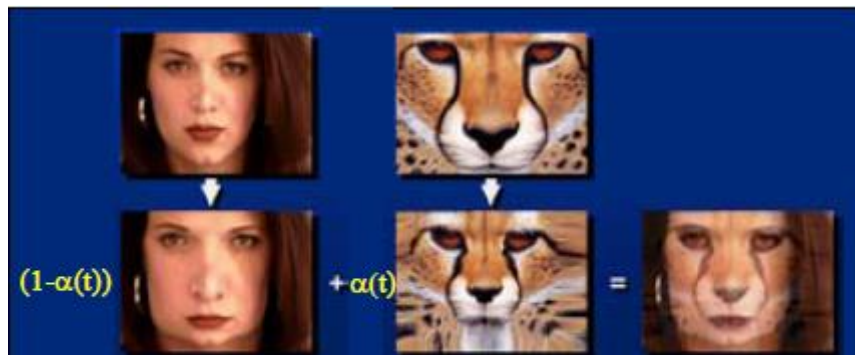 (1-α(t)) + α(t) =